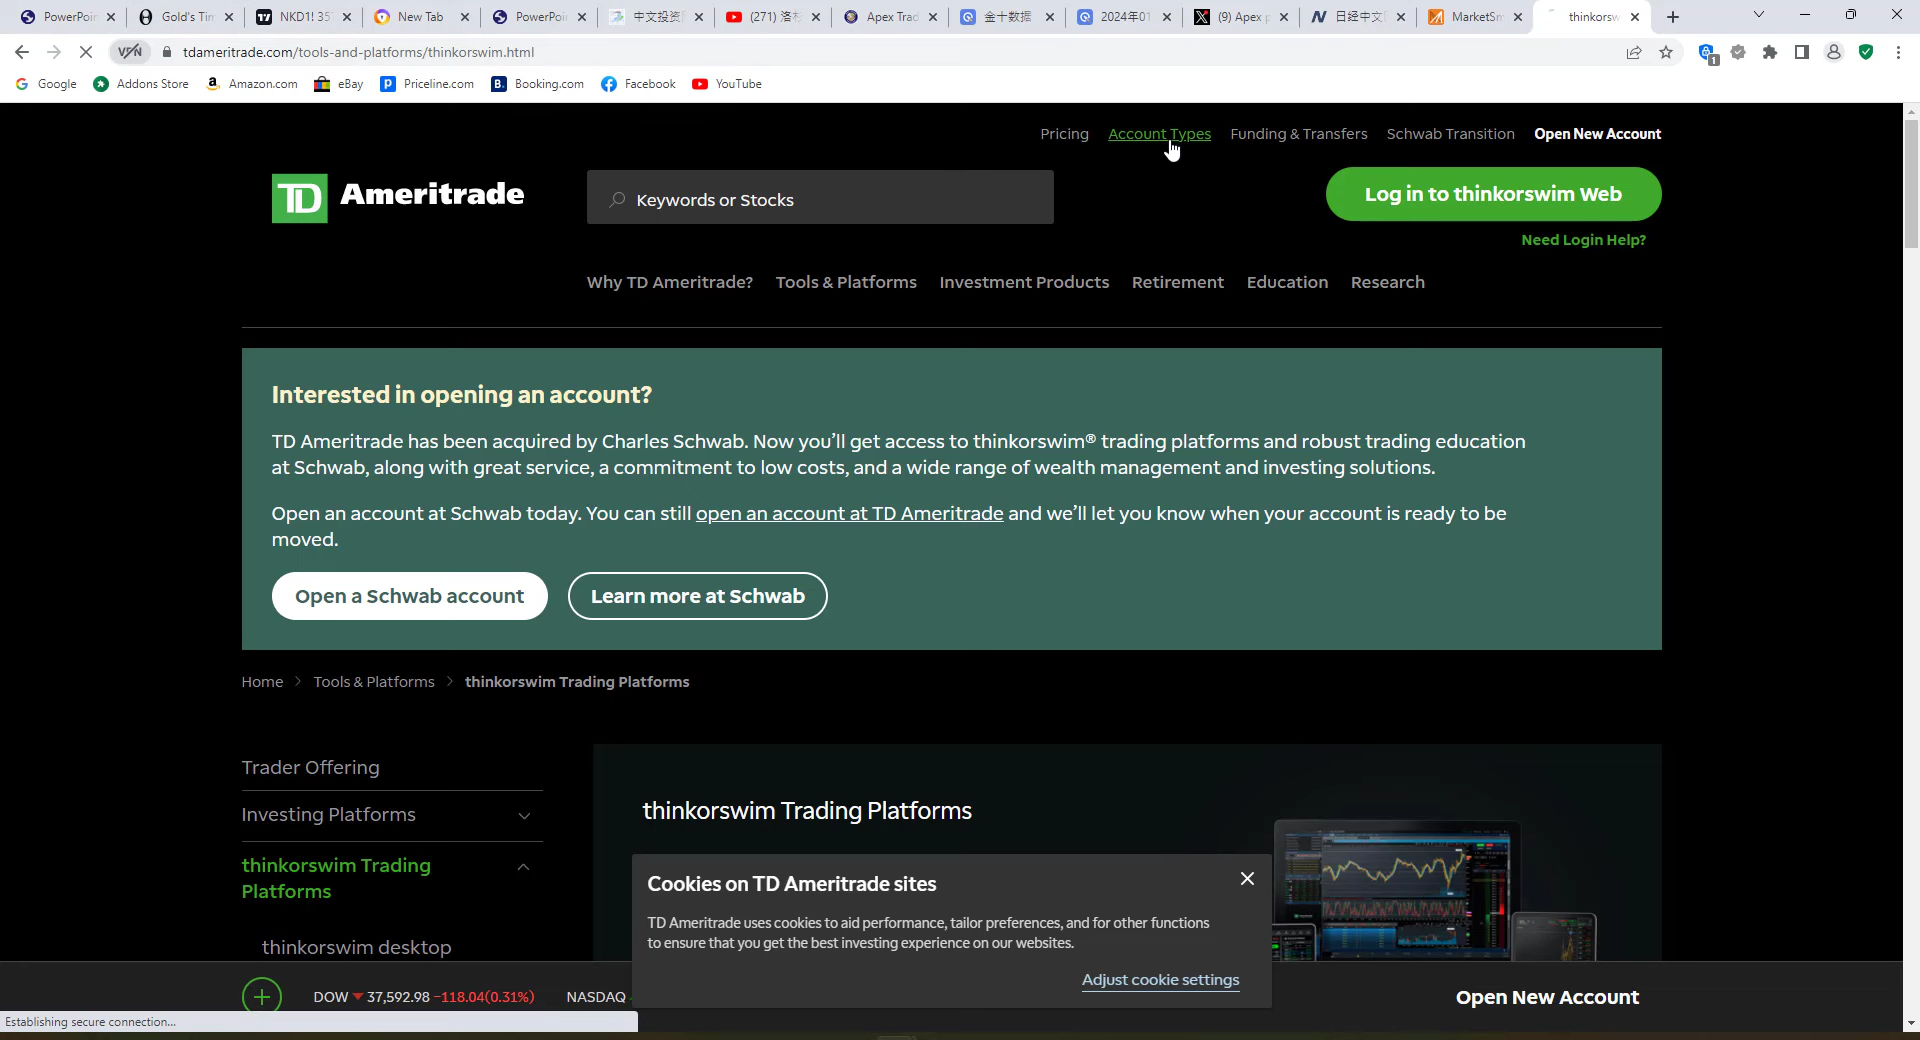 PowerPoin
Gold's Tim
NKD1! 35
New Tab
PowerPoi
中文投资
(271) 洛
Apex Trad
金十数据
2024年01
(9) Apex p
日经中文
MarketSm
thinkorsw
VPN
tdameritrade.com/tools-and-platforms/thinkorswim.html
1
Google
Addons Store
Amazon.com
eBay
Priceline.com
Booking.com
Facebook
YouTube
Pricing
Account Types
Funding & Transfers
Schwab Transition
Open New Account
TD Ameritrade
Keywords or Stocks
Log in to thinkorswim Web
Need Login Help?
Why TD Ameritrade?
Tools & Platforms
Investment Products
Retirement
Education
Research
Interested in opening an account?
TD Ameritrade has been acquired by Charles Schwab. Now you’ll get access to thinkorswim® trading platforms and robust trading education
at Schwab, along with great service, a commitment to low costs, and a wide range of wealth management and investing solutions.
Open an account at Schwab today. You can still open an account at TD Ameritrade and we’ll let you know when your account is ready to be
moved.
Open a Schwab account
Learn more at Schwab
Home > Tools & Platforms > thinkorswim Trading Platforms
Trader Offering
Investing Platforms
thinkorswim Trading
Platforms
thinkorswim desktop
thinkorswim Trading Platforms
Cookies on TD Ameritrade sites
TD Ameritrade uses cookies to aid performance, tailor preferences, and for other functions
to ensure that you get the best investing experience on our websites.
Adjust cookie settings
DOW 37,592.98 -118.04(0.31%)
NASDAQ
Open New Account
Establishing secure connection...